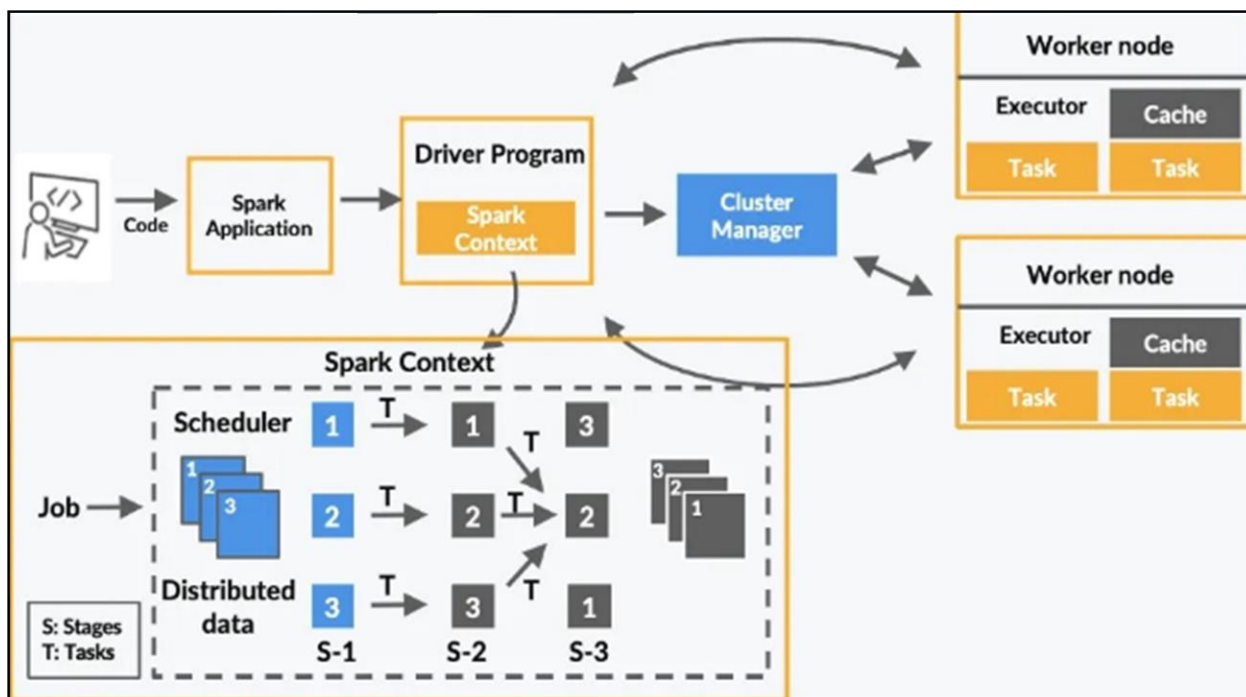 </>
Code
Spark
Application
Driver Program
Spark
Context
Cluster
Manager
Worker node
Executor
Cache
Task
Task
Worker node
Executor
Cache
Task
Task
Spark Context
Scheduler
1
T
1
3
T
1
2
3
Job
2
T
2
T
2
3
2
1
Distributed
data
3
T
3
T
1
S: Stages
T: Tasks
S-1
S-2
S-3